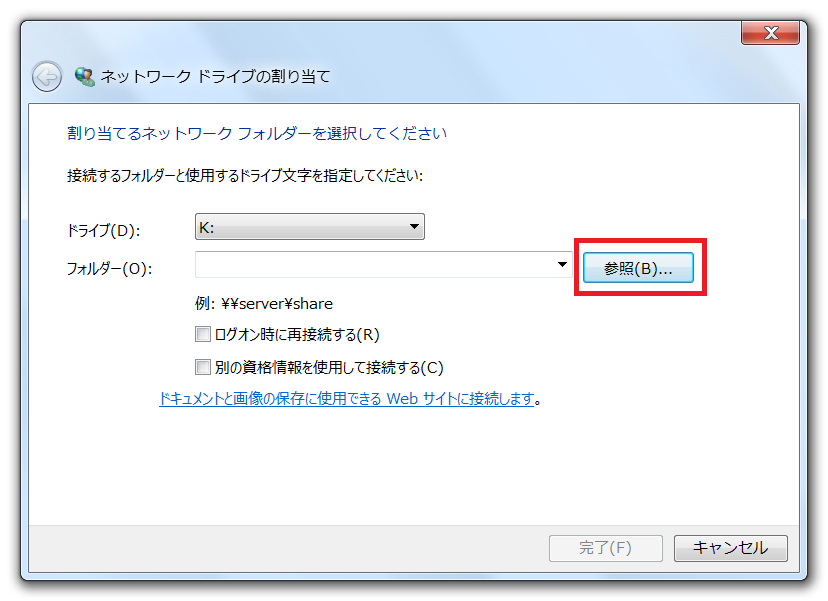 ネットワーク ドライブの割り当て
割り当てるネットワーク フォルダーを選択してください
接続するフォルダーと使用するドライブ文字を指定してください:
ドライブ(D): K:
フォルダー(O): 参照(B)...
例: ¥¥server¥share
ログオン時に再接続する(R)
別の資格情報を使用して接続する(C)
ドキュメントと画像の保存に使用できる Web サイトに接続します。
完了(F) キャンセル